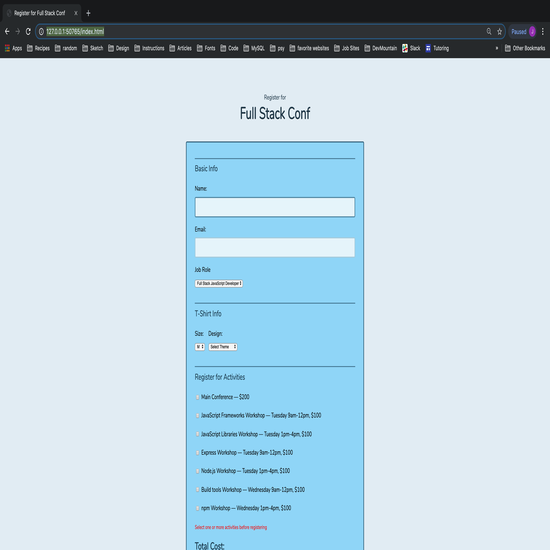 Register for Full Stack Conf
127.0.0.1:50765/index.html
Paused
J
Apps Recipes random Sketch Design Instructions Articles Fonts Code MySQL psy favorite websites Job Sites DevMountain Slack Tutoring » Other Bookmarks
Register for
Full Stack Conf
Basic Info
Name:
Email:
Job Role
Full Stack JavaScript Developer
T-Shirt Info
Size: Design:
M Select Theme
Register for Activities
Main Conference — $200
JavaScript Frameworks Workshop — Tuesday 9am-12pm, $100
JavaScript Libraries Workshop — Tuesday 1pm-4pm, $100
Express Workshop — Tuesday 9am-12pm, $100
Node.js Workshop — Tuesday 1pm-4pm, $100
Build tools Workshop — Wednesday 9am-12pm, $100
npm Workshop — Wednesday 1pm-4pm, $100
Select one or more activities before registering
Total Cost: